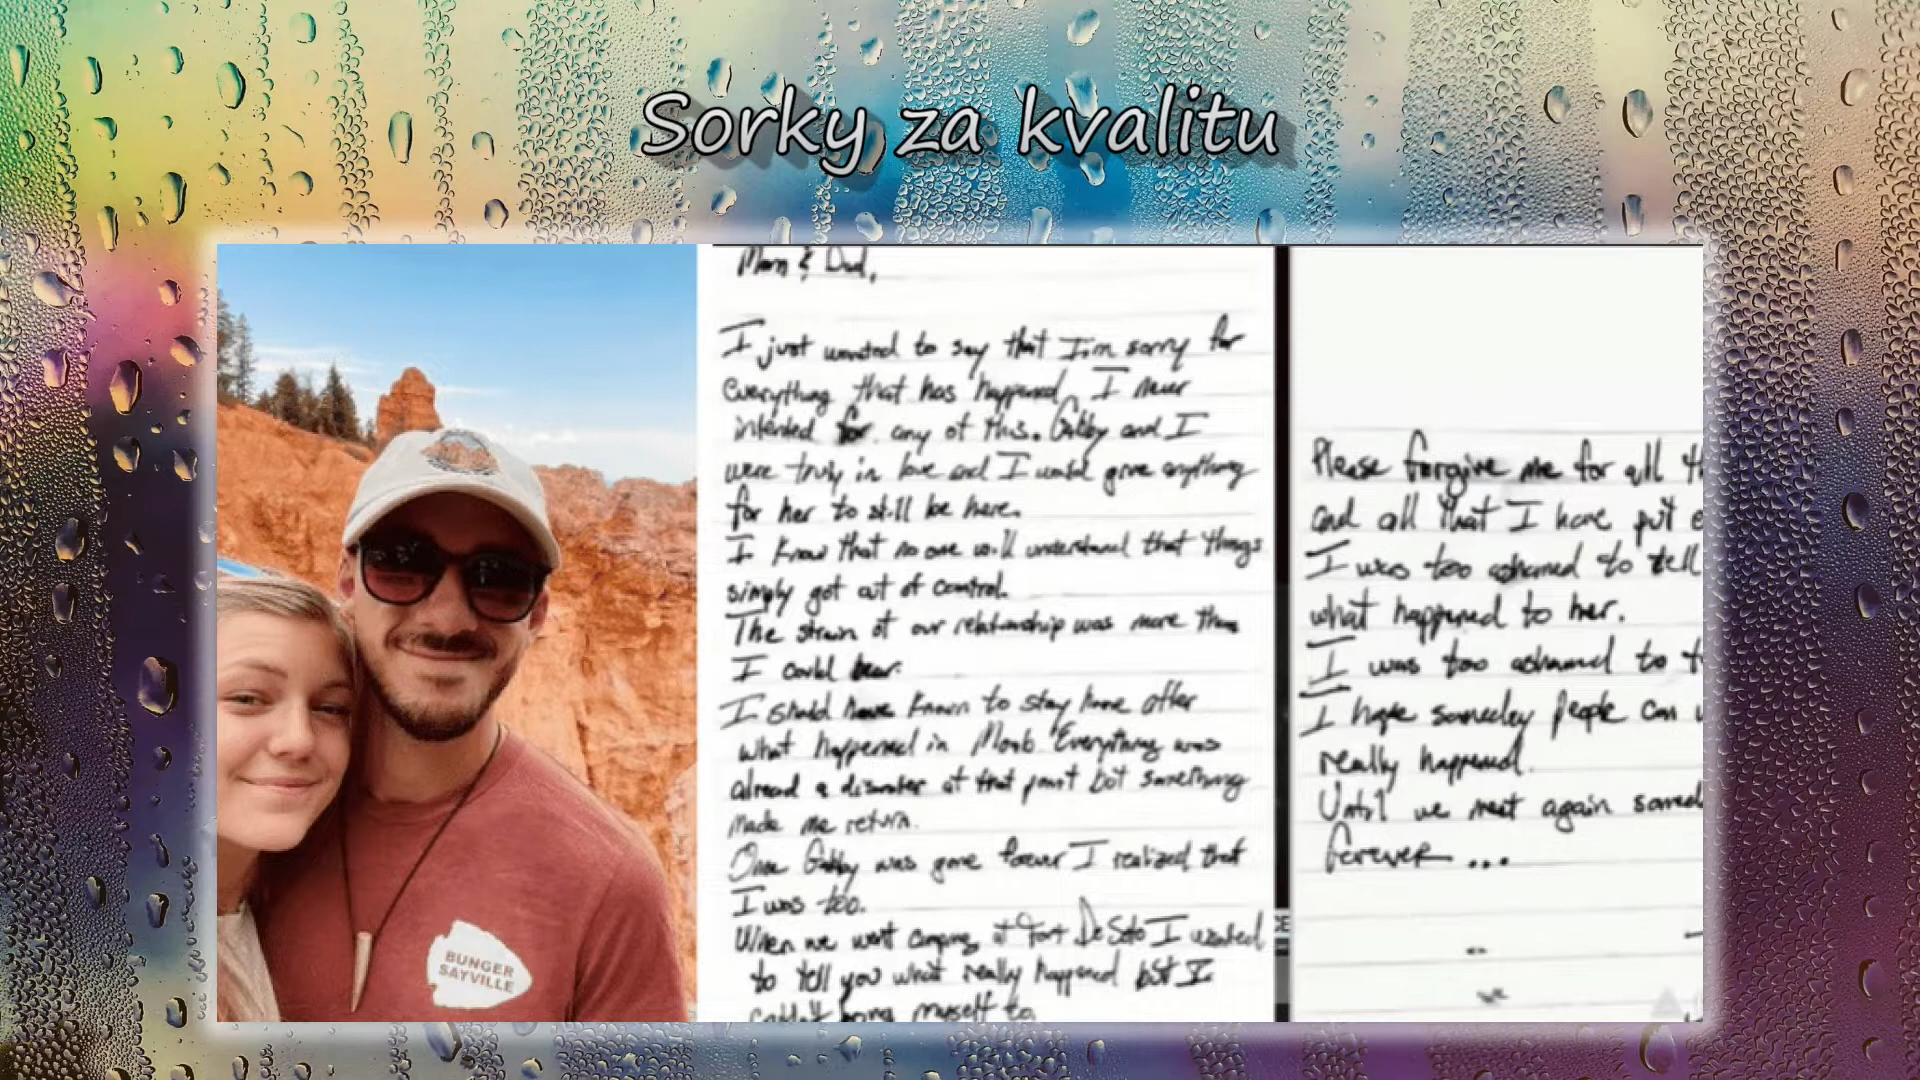 Sorky za kvalitu
Mom & Dad,
I just wanted to say that I'm sorry for
everything that has happened. I never
intended for any of this. Gabby and I
were truly in love and I would give anything
for her to still be here.
I know that no one will understand that things
simply got out of control.
The strain of our relationship was more than
I could bear.
I should have known to stay home after
what happened in Moab Everything was
a disaster at that point but something
made me return.
Once Gabby was gone forever I realized that
I was too.
When we went camping at Fort DeSoto I wanted
to tell you what really happened but I
couldn't bring myself to
Please forgive me for all
and all that I have put
I was too ashamed to tell
what happened to her.
I was too ashamed to
I hope someday people can
really happened.
Until we meet again
forever...
BUNGER
SAYVILLE